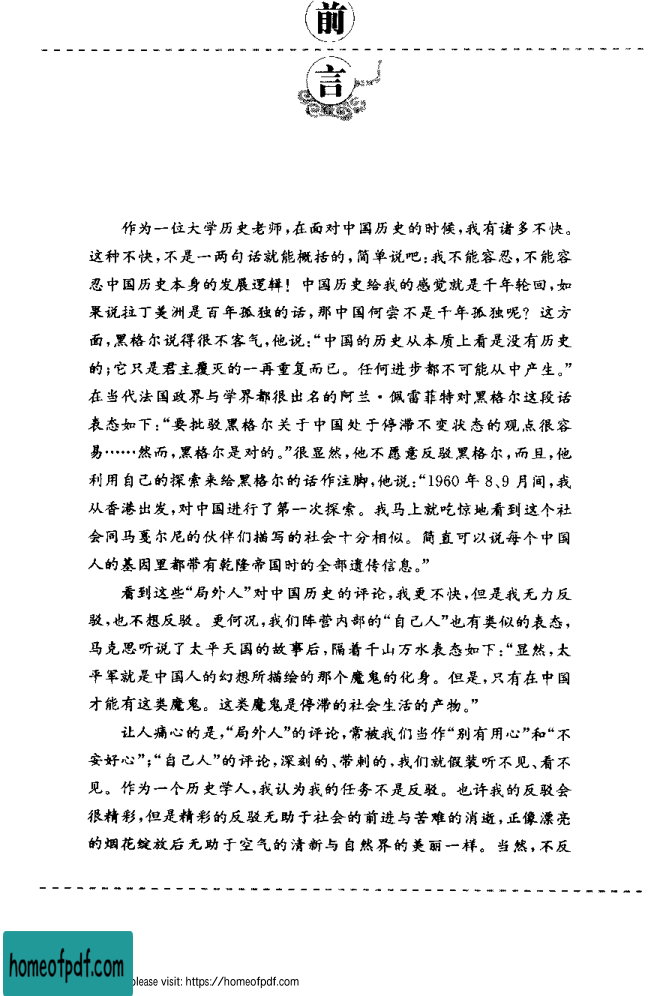 前
言
作为一位大学历史老师,在面对中国历史的时候,我有诸多不快。
这种不快,不是一两句话就能概括的,简单说吧:我不能容忍,不能容
忍中国历史本身的发展逻辑!中国历史给我的感觉就是千年轮回,如
果说拉丁美洲是百年孤独的话,那中国何尝不是千年孤独呢?这方
面,黑格尔说得很不客气,他说:“中国的历史从本质上看是没有历史
的;它只是君主覆灭的一再重复而已。任何进步都不可能从中产生。”
在当代法国政界与学界都很出名的阿兰·佩雷菲特对黑格尔这段话
表态如下:“要批驳黑格尔关于中国处于停滞不变状态的观点很容
易……然而,黑格尔是对的。”很显然,他不愿意反驳黑格尔,而且,他
利用自己的探索来给黑格尔的话作注脚,他说:“1960 年 8、9 月间,我
从香港出发,对中国进行了第一次探索。我马上就吃惊地看到这个社
会同马戛尔尼的伙伴们描写的社会十分相似。简直可以说每个中国
人的基因里都带有乾隆帝国时的全部遗传信息。”
看到这些“局外人”对中国历史的评论,我更不快,但是我无力反
驳,也不想反驳。更何况,我们阵营内部的“自己人”也有类似的表态,
马克思听说了太平天国的故事后,隔着千山万水表态如下:“显然,太
平军就是中国人的幻想所描绘的那个魔鬼的化身。但是,只有在中国
才能有这类魔鬼。这类魔鬼是停滞的社会生活的产物。”
让人痛心的是,“局外人”的评论,常被我们当作“别有用心”和“不
安好心”;“自己人”的评论,深刻的、带刺的,我们就假装听不见、看不
见。作为一个历史学人,我认为我的任务不是反驳。也许我的反驳会
很精彩,但是精彩的反驳无助于社会的前进与苦难的消逝,正像漂亮
的烟花绽放后无助于空气的清新与自然界的美丽一样。当然,不反
homeofpdf.com
please visit: https://homeofpdf.com